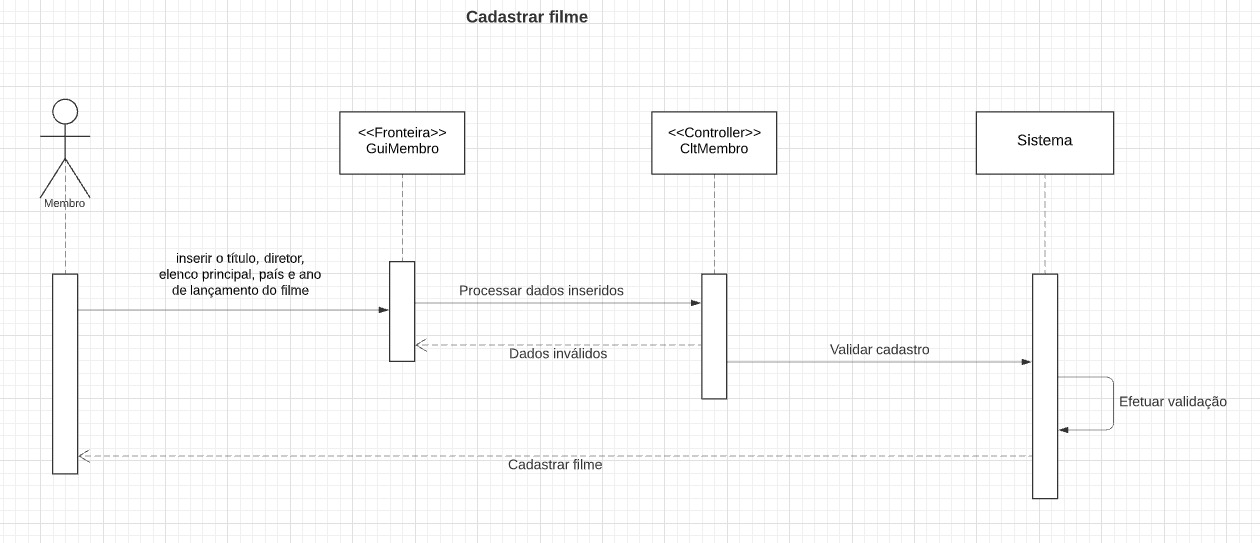 Cadastrar filme
<<Fronteira>>
GuiMembro
<<Controller>>
CltMembro
Sistema
Membro
inserir o título, diretor,
elenco principal, país e ano
de lançamento do filme
Processar dados inseridos
Dados inválidos
Validar cadastro
Efetuar validação
Cadastrar filme